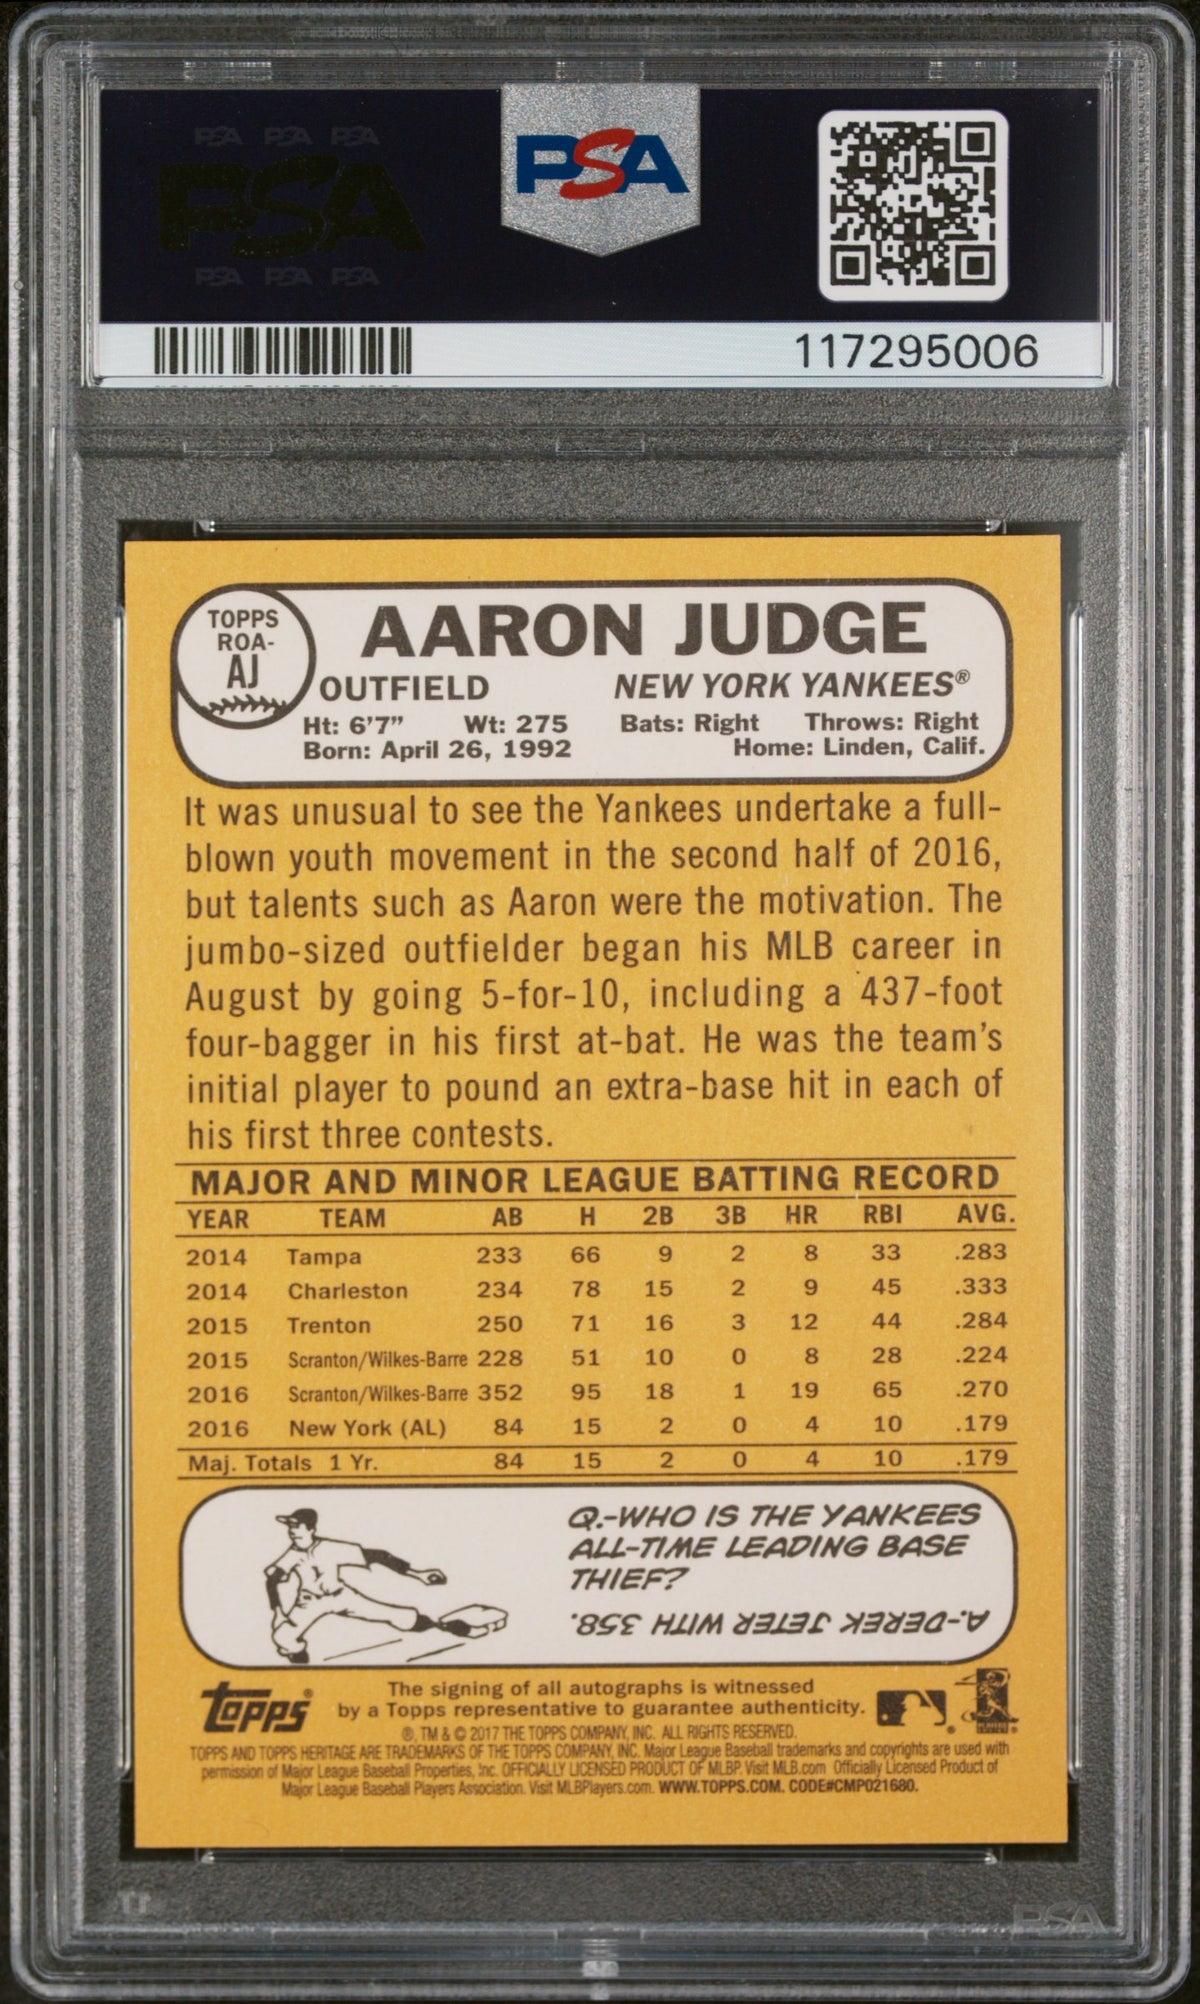 PSA PSA PSA
PSA
PSA PSA PSA
PSA
117295006
TOPPS
ROA-
AJ
AARON JUDGE
OUTFIELD NEW YORK YANKEES®
Ht: 6'7" Wt: 275 Bats: Right Throws: Right
Born: April 26, 1992 Home: Linden, Calif.
It was unusual to see the Yankees undertake a full-
blown youth movement in the second half of 2016,
but talents such as Aaron were the motivation. The
jumbo-sized outfielder began his MLB career in
August by going 5-for-10, including a 437-foot
four-bagger in his first at-bat. He was the team's
initial player to pound an extra-base hit in each of
his first three contests.
MAJOR AND MINOR LEAGUE BATTING RECORD
YEAR TEAM AB H 2B 3B HR RBI AVG.
2014 Tampa 233 66 9 2 8 33 .283
2014 Charleston 234 78 15 2 9 45 .333
2015 Trenton 250 71 16 3 12 44 .284
2015 Scranton/Wilkes-Barre 228 51 10 0 8 28 .224
2016 Scranton/Wilkes-Barre 352 95 18 1 19 65 .270
2016 New York (AL) 84 15 2 0 4 10 .179
Maj. Totals 1 Yr. 84 15 2 0 4 10 .179
Q.-WHO IS THE YANKEES
ALL-TIME LEADING BASE
THIEF?
A.-DEREK JETER WITH 358.
topps®
The signing of all autographs is witnessed
by a Topps representative to guarantee authenticity.
®, TM & © 2017 THE TOPPS COMPANY, INC. ALL RIGHTS RESERVED.
TOPPS AND TOPPS HERITAGE ARE TRADEMARKS OF THE TOPPS COMPANY, INC. Major League Baseball trademarks and copyrights are used with
permission of Major League Baseball Properties, Inc. OFFICIALLY LICENSED PRODUCT OF MLBP. Visit MLB.com Officially Licensed Product of
Major League Baseball Players Association. Visit MLBPlayers.com. WWW.TOPPS.COM. CODE#CMP021680.
PSA